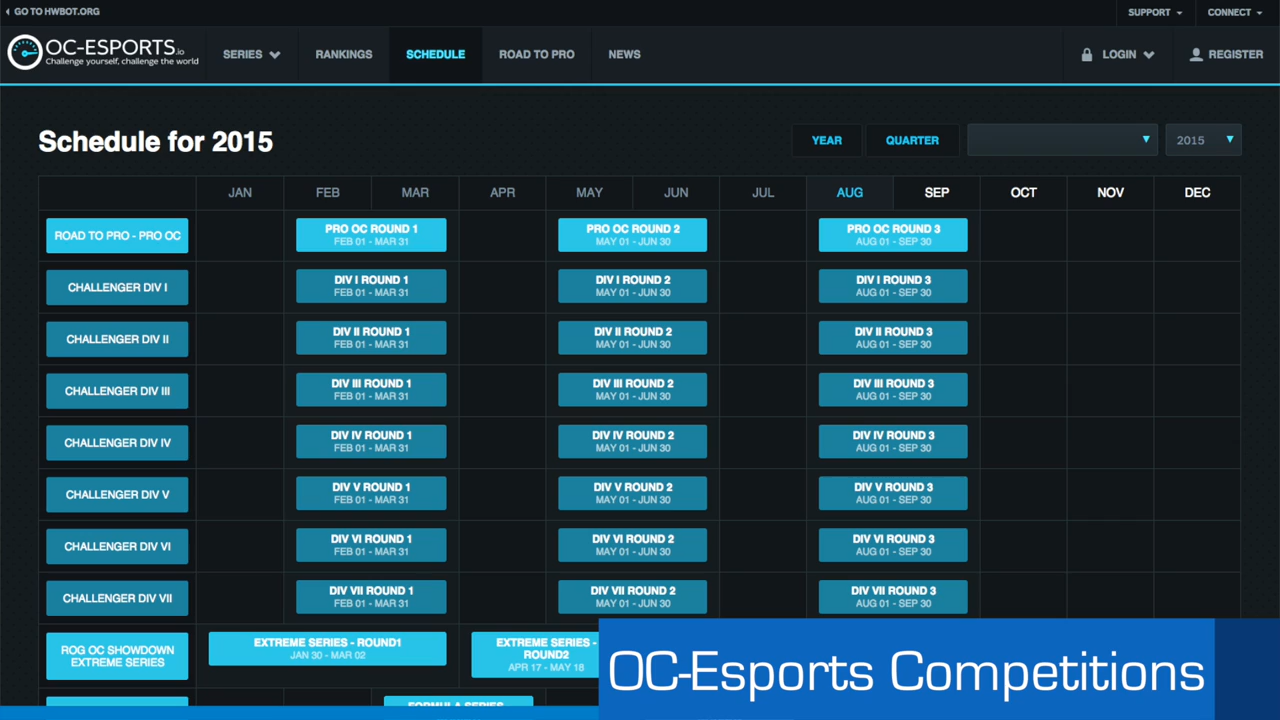 GO TO HWBOT.ORG
SUPPORT
CONNECT
OC-ESPORTS.io
Challenge yourself, challenge the world
SERIES
RANKINGS
SCHEDULE
ROAD TO PRO
NEWS
LOGIN
REGISTER
Schedule for 2015
YEAR
QUARTER
2015
JAN
FEB
MAR
APR
MAY
JUN
JUL
AUG
SEP
OCT
NOV
DEC
ROAD TO PRO - PRO OC
PRO OC ROUND 1
FEB 01 - MAR 31
PRO OC ROUND 2
MAY 01 - JUN 30
PRO OC ROUND 3
AUG 01 - SEP 30
CHALLENGER DIV I
DIV I ROUND 1
FEB 01 - MAR 31
DIV I ROUND 2
MAY 01 - JUN 30
DIV I ROUND 3
AUG 01 - SEP 30
CHALLENGER DIV II
DIV II ROUND 1
FEB 01 - MAR 31
DIV II ROUND 2
MAY 01 - JUN 30
DIV II ROUND 3
AUG 01 - SEP 30
CHALLENGER DIV III
DIV III ROUND 1
FEB 01 - MAR 31
DIV III ROUND 2
MAY 01 - JUN 30
DIV III ROUND 3
AUG 01 - SEP 30
CHALLENGER DIV IV
DIV IV ROUND 1
FEB 01 - MAR 31
DIV IV ROUND 2
MAY 01 - JUN 30
DIV IV ROUND 3
AUG 01 - SEP 30
CHALLENGER DIV V
DIV V ROUND 1
FEB 01 - MAR 31
DIV V ROUND 2
MAY 01 - JUN 30
DIV V ROUND 3
AUG 01 - SEP 30
CHALLENGER DIV VI
DIV VI ROUND 1
FEB 01 - MAR 31
DIV VI ROUND 2
MAY 01 - JUN 30
DIV VI ROUND 3
AUG 01 - SEP 30
CHALLENGER DIV VII
DIV VII ROUND 1
FEB 01 - MAR 31
DIV VII ROUND 2
MAY 01 - JUN 30
DIV VII ROUND 3
AUG 01 - SEP 30
ROG OC SHOWDOWN
EXTREME SERIES
EXTREME SERIES - ROUND1
JAN 30 - MAR 02
EXTREME SERIES -
ROUND2
APR 17 - MAY 18
FORMULA SERIES
OC-Esports Competitions